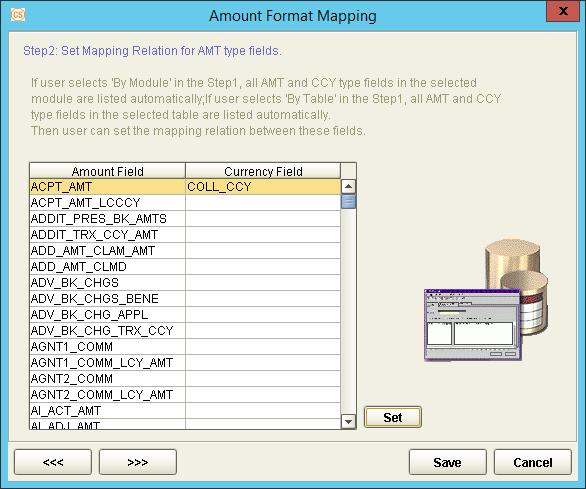 Amount Format Mapping
Step2: Set Mapping Relation for AMT type fields.
If user selects 'By Module' in the Step1, all AMT and CCY type fields in the selected
module are listed automatically;If user selects 'By Table' in the Step1, all AMT and CCY
type fields in the selected table are listed automatically.
Then user can set the mapping relation between these fields.
Amount Field Currency Field
ACPT_AMT COLL_CCY
ACPT_AMT_LCCCY
ADDIT_PRES_BK_AMTS
ADDIT_TRX_CCY_AMT
ADD_AMT_CLAM_AMT
ADD_AMT_CLMD
ADV_BK_CHGS
ADV_BK_CHGS_BENE
ADV_BK_CHG_APPL
ADV_BK_CHG_TRX_CCY
AGNT1_COMM
AGNT1_COMM_LCY_AMT
AGNT2_COMM
AGNT2_COMM_LCY_AMT
AI_ACT_AMT
AI_ADJ_AMT
Set
<<< >>> Save Cancel